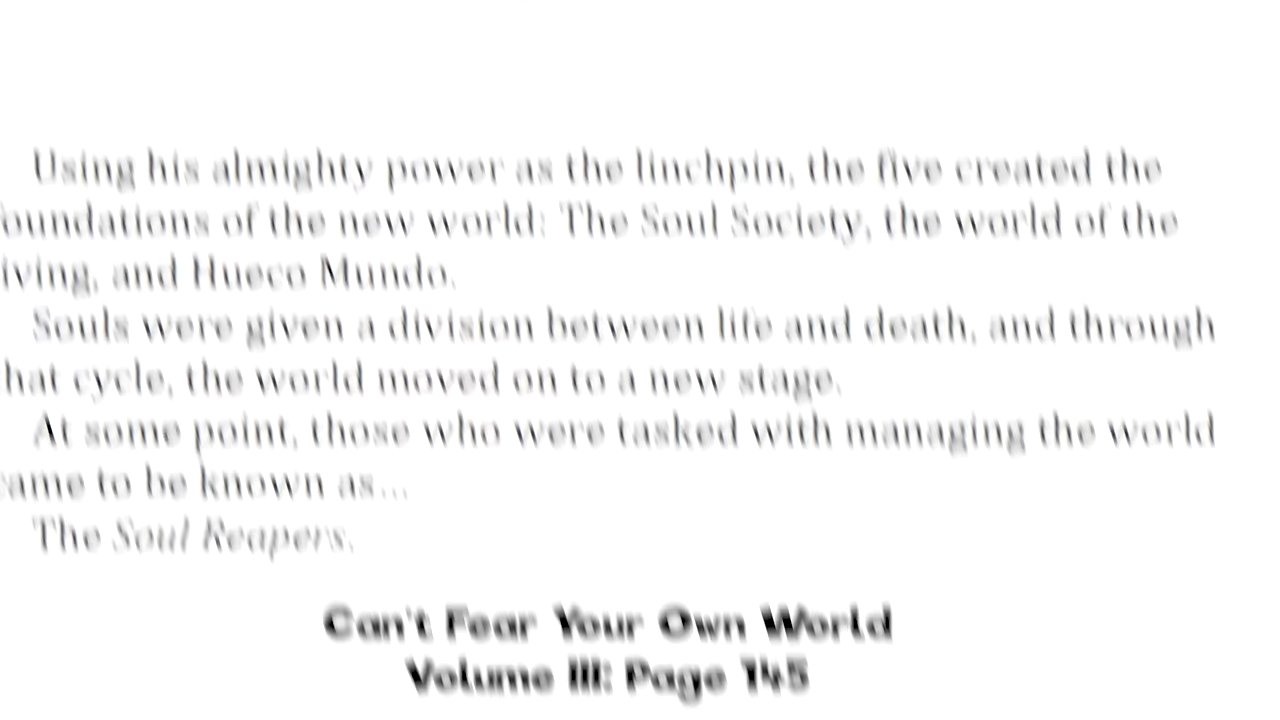 Using his almighty power as the linchpin, the five created the
oundations of the new world: The Soul Society, the world of the
iving, and Hueco Mundo.
Souls were given a division between life and death, and through
hat cycle, the world moved on to a new stage.
At some point, those who were tasked with managing the world
ame to be known as...
The Soul Reapers.
Can't Fear Your Own World
Volume III: Page 145